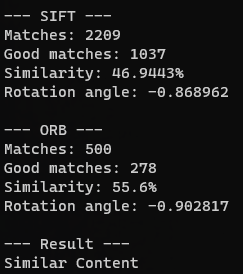 --- SIFT ---
Matches: 2209
Good matches: 1037
Similarity: 46.9443%
Rotation angle: -0.868962
--- ORB ---
Matches: 500
Good matches: 278
Similarity: 55.6%
Rotation angle: -0.902817
--- Result ---
Similar Content